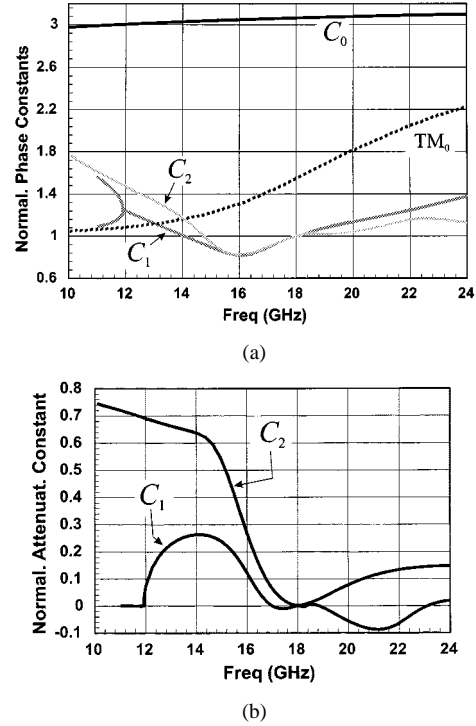 3
2.6
2.2
1.8
1.4
1
0.6
Normal. Phase Constants
C₀
TM₀
C₂
C₁
10 12 14 16 18 20 22 24
Freq (GHz)
(a)
0.8
0.7
0.6
0.5
0.4
0.3
0.2
0.1
0
-0.1
Normal. Attenuat. Constant
C₂
C₁
10 12 14 16 18 20 22 24
Freq (GHz)
(b)